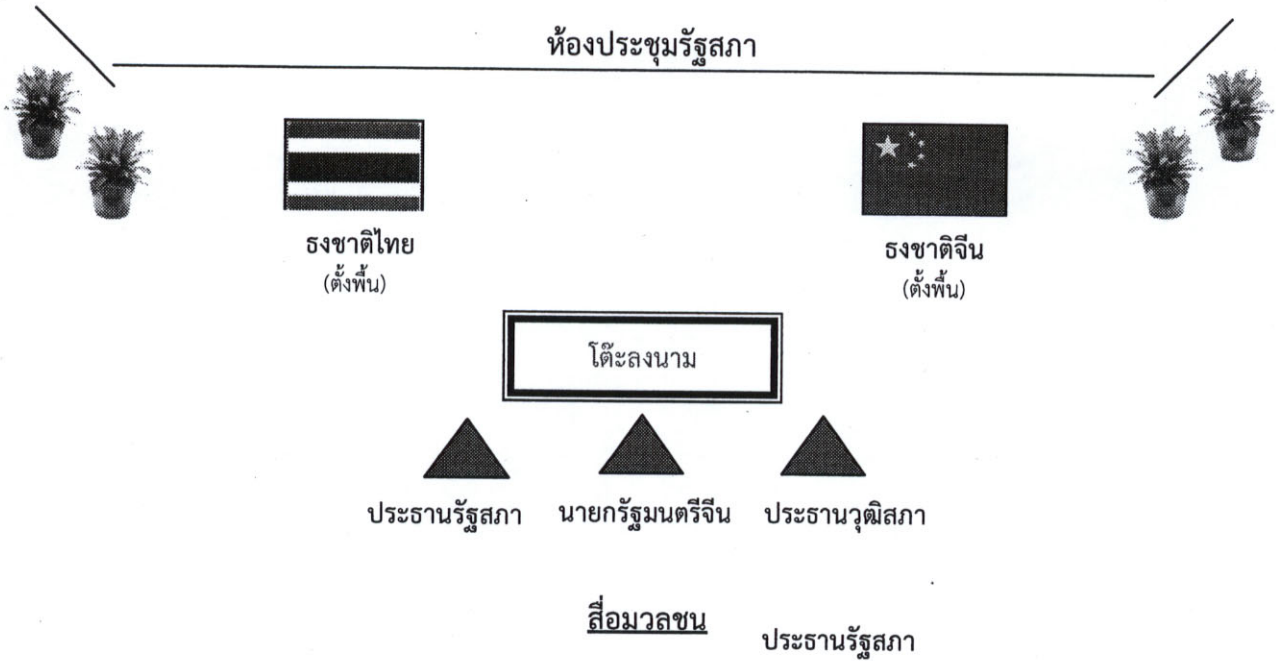 ห้องประชุมรัฐสภา
ธงชาติไทย
(ตั้งพื้น)
ธงชาติจีน
(ตั้งพื้น)
โต๊ะลงนาม
ประธานรัฐสภา
นายกรัฐมนตรีจีน
ประธานวุฒิสภา
สื่อมวลชน
ประธานรัฐสภา